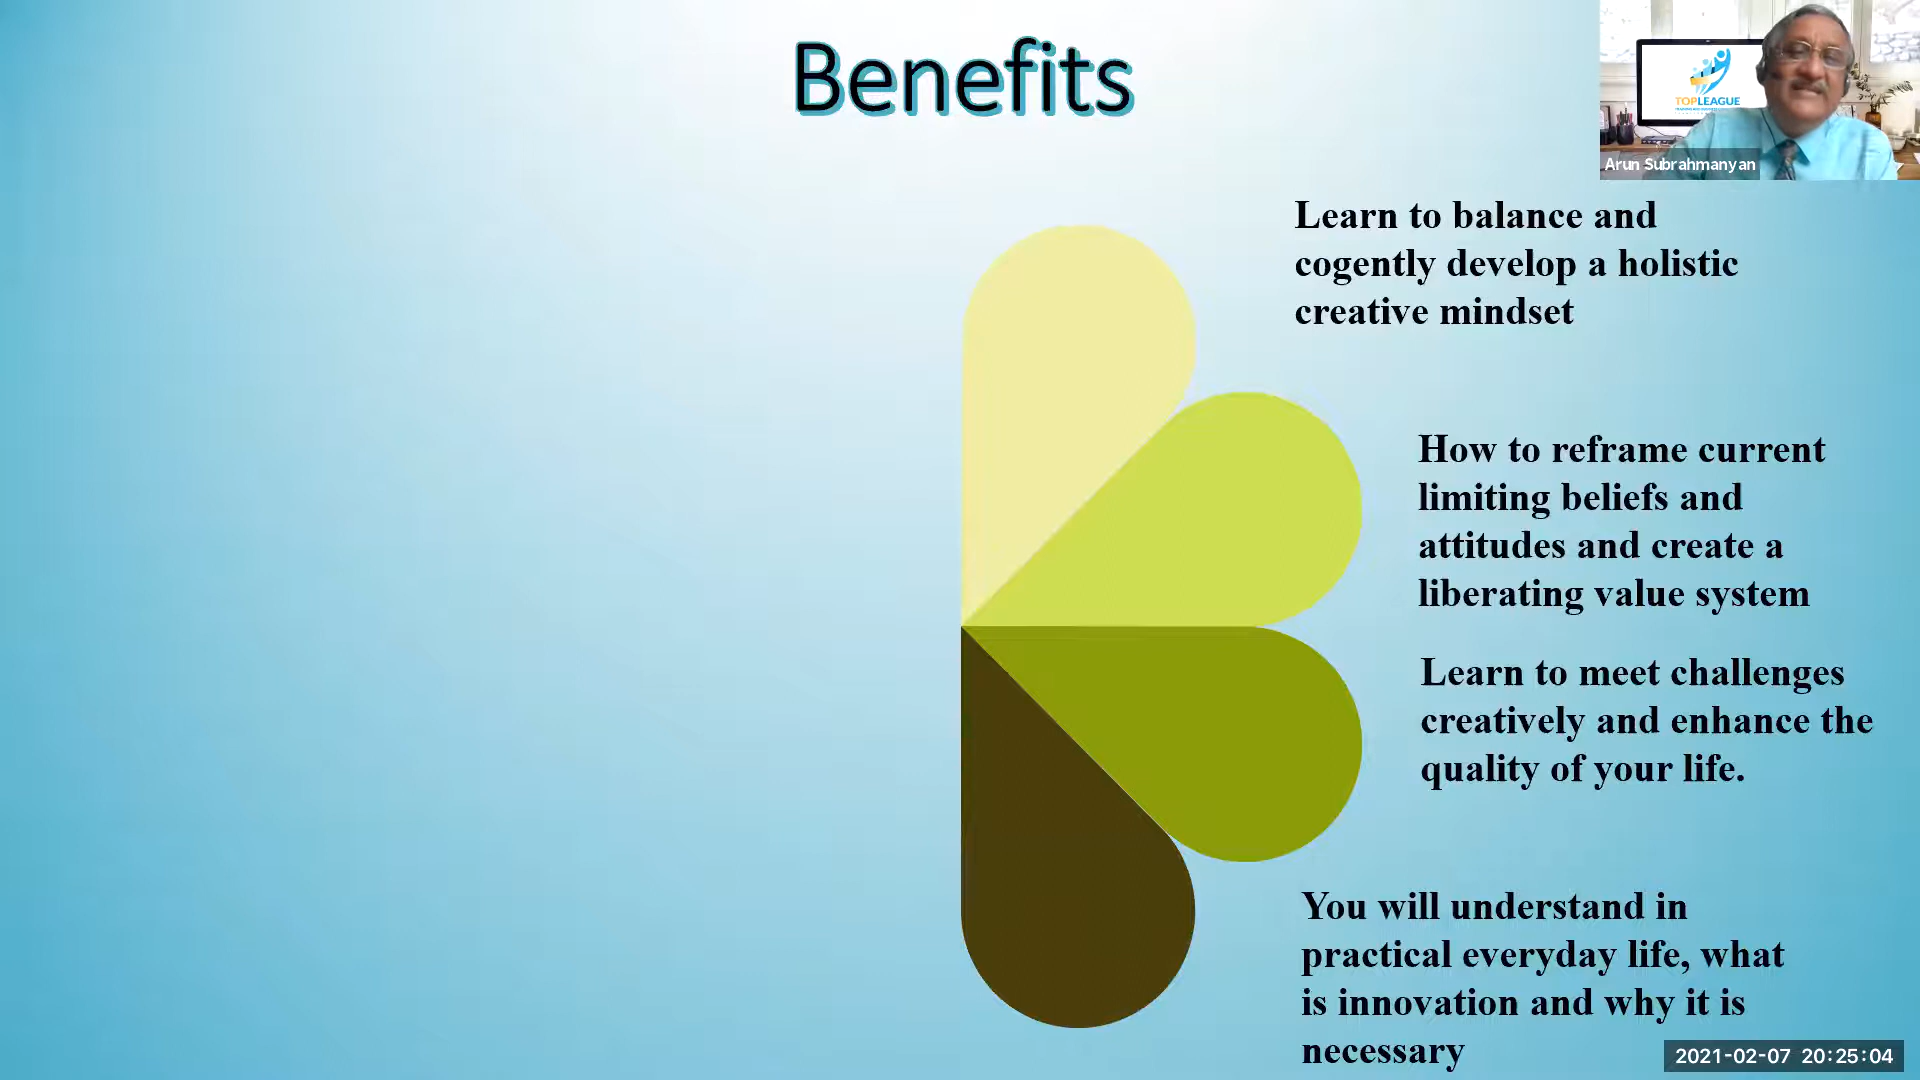 Benefits
TOPLEAGUE
Arun Subrahmanyan
Learn to balance and
cogently develop a holistic
creative mindset
How to reframe current
limiting beliefs and
attitudes and create a
liberating value system
Learn to meet challenges
creatively and enhance the
quality of your life.
You will understand in
practical everyday life, what
is innovation and why it is
necessary
2021-02-07 20:25:04